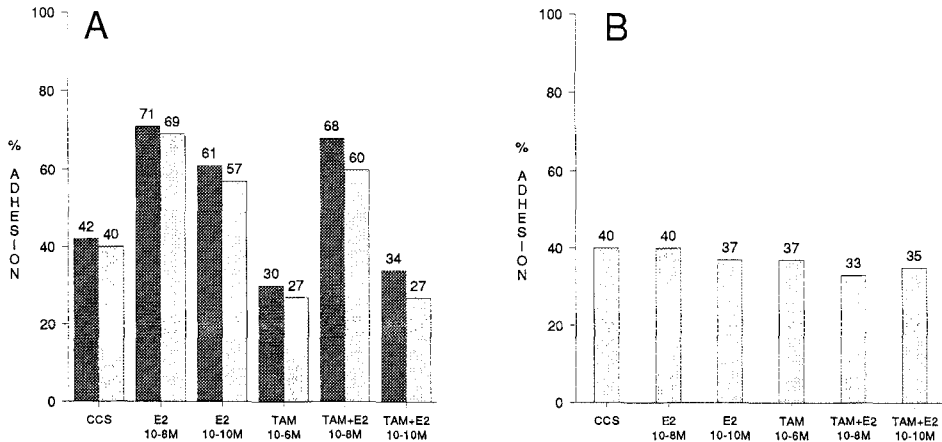 A
100
80
60
40
20
0
% ADHESION
42 40 71 69 61 57 30 27 68 60 34 27
CCS E2 E2 TAM TAM+E2 TAM+E2
10-8M 10-10M 10-6M 10-8M 10-10M
B
100
80
60
40
20
0
% ADHESION
40 40 37 37 33 35
CCS E2 E2 TAM TAM+E2 TAM+E2
10-8M 10-10M 10-6M 10-8M 10-10M